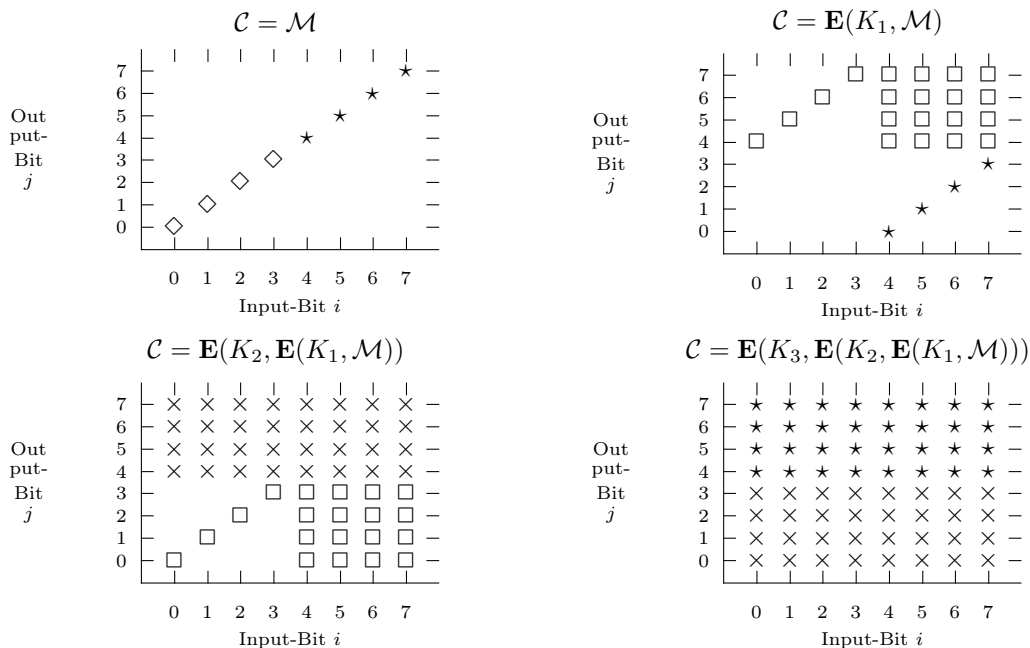 C = M
7
6
5
4
3
2
1
0
Out
put-
Bit
j
0 1 2 3 4 5 6 7
Input-Bit i
C = E(K₁, M)
7
6
5
4
3
2
1
0
Out
put-
Bit
j
0 1 2 3 4 5 6 7
Input-Bit i
C = E(K₂, E(K₁, M))
7
6
5
4
3
2
1
0
Out
put-
Bit
j
0 1 2 3 4 5 6 7
Input-Bit i
C = E(K₃, E(K₂, E(K₁, M)))
7
6
5
4
3
2
1
0
Out
put-
Bit
j
0 1 2 3 4 5 6 7
Input-Bit i